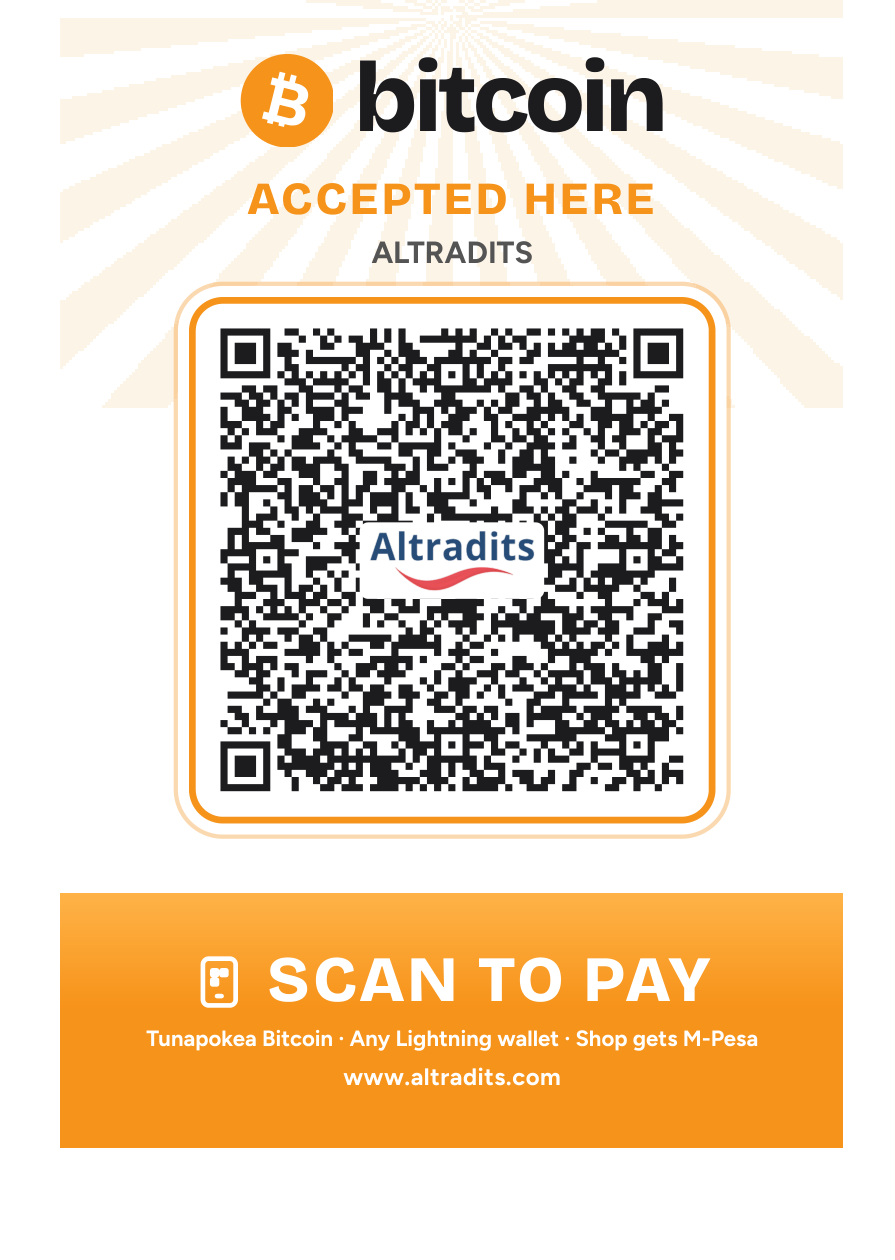 bitcoin
ACCEPTED HERE
ALTRADITS
Altradits
SCAN TO PAY
Tunapokea Bitcoin · Any Lightning wallet · Shop gets M-Pesa
www.altradits.com